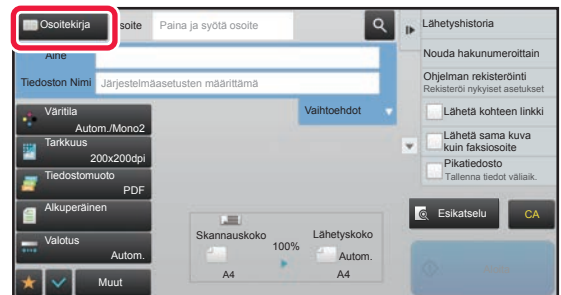 Osoitekirja
soite
Paina ja syötä osoite
Aihe
Tiedoston Nimi
Järjestelmäasetusten määrittämä
Vaihtoehdot
Väritila
Autom./Mono2
Tarkkuus
200x200dpi
Tiedostomuoto
PDF
Alkuperäinen
Valotus
Autom.
Muut
Skannauskoko
100%
Lähetyskoko
Autom.
A4
A4
Lähetyshistoria
Nouda hakunumeroittain
Ohjelman rekisteröinti
Rekisteröi nykyiset asetukset
Lähetä kohteen linkki
Lähetä sama kuva
kuin faksiosoite
Pikatiedosto
Tallenna tiedot väliaik.
Esikatselu
CA